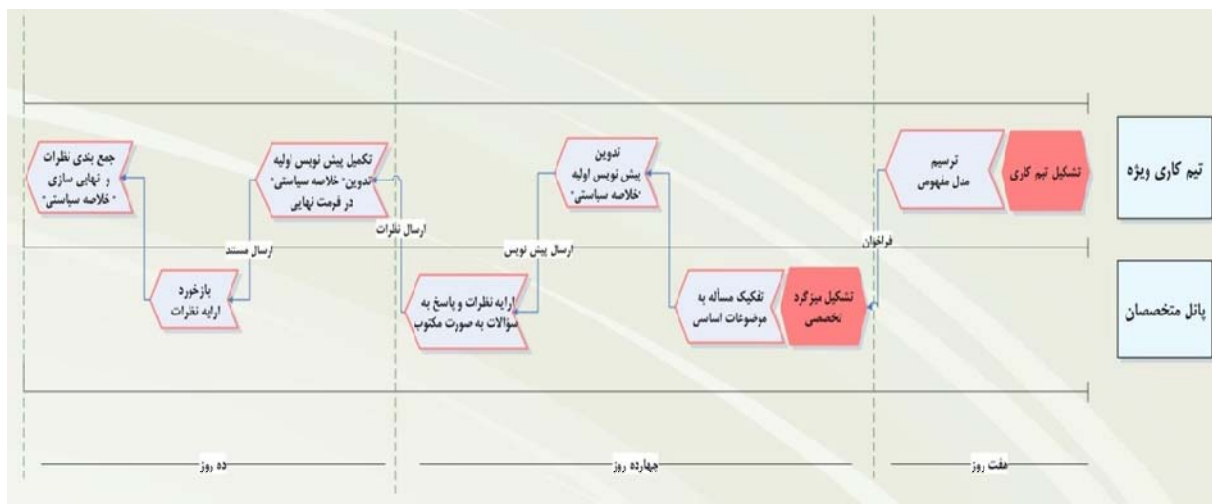 تیم کاری ویژه
تشکیل تیم کاری
ترسیم
مدل مفهومی
فراخوان
پانل متخصصان
تشکیل میزگرد
تخصصی
تفکیک مسأله به
موضوعات اساسی
تدوین
پیش نویس اولیه
"خلاصه سیاستی"
ارسال پیش نویس
ارایه نظرات و پاسخ به
سؤالات به صورت مکتوب
ارسال نظرات
تکمیل پیش نویس اولیه
تدوین" خلاصه سیاستی"
در فرمت نهایی
ارسال مستند
بازخورد
ارایه نظرات
جمع بندی نظرات
و نهایی سازی
" خلاصه سیاستی"
هفت روز
چهارده روز
ده روز